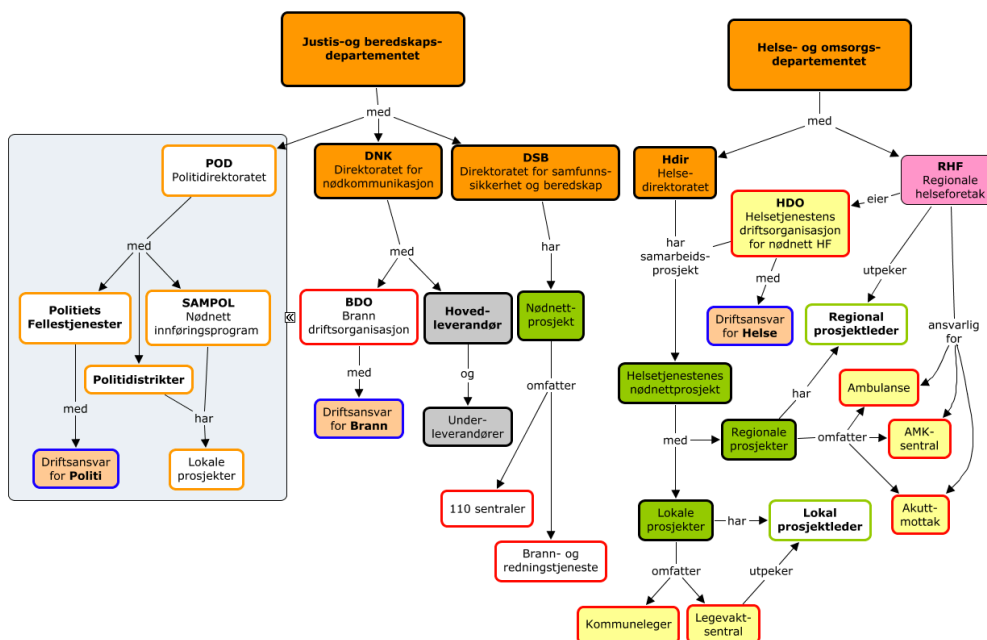 Justis-og beredskaps-
departementet
Helse- og omsorgs-
departementet
med
med
POD
Politidirektoratet
DNK
Direktoratet for
nødkommunikasjon
DSB
Direktoratet for samfunns-
sikkerhet og beredskap
Hdir
Helse-
direktoratet
RHF
Regionale
helseforetak
eier
HDO
Helsetjenestens
driftsorganisasjon
for nødnett HF
med
med
har
har
samarbeids-
prosjekt
med
utpeker
ansvarlig
for
Politiets
Fellestjenester
SAMPOL
Nødnett
innføringsprogram
BDO
Brann
driftsorganisasjon
Hoved-
leverandør
Nødnett-
prosjekt
Driftsansvar
for Helse
Regional
prosjektleder
Politidistrikter
med
har
med
og
omfatter
Helsetjenestenes
nødnettprosjekt
har
Ambulanse
Driftsansvar
for Politi
Lokale
prosjekter
Driftsansvar
for Brann
Under-
leverandører
med
Regionale
prosjekter
omfatter
AMK-
sentral
110 sentraler
Lokale
prosjekter
har
Lokal
prosjektleder
Akutt-
mottak
Brann- og
redningstjeneste
omfatter
utpeker
Kommuneleger
Legevakt-
sentral